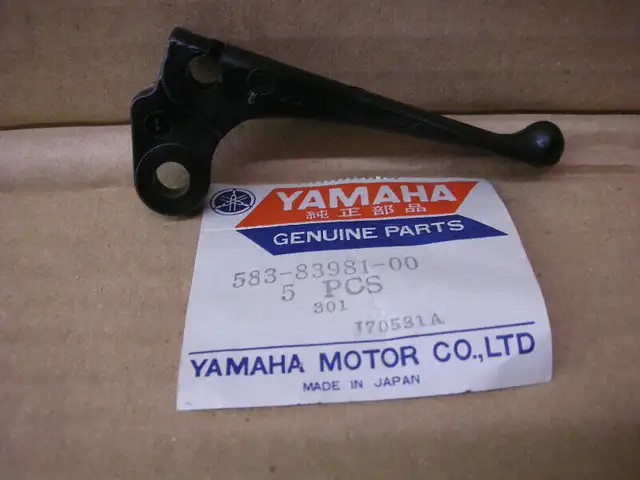 YAMAHA
純正部品
GENUINE PARTS
583-83981-00
5 PCS
301
J70531A
YAMAHA MOTOR CO.,LTD
MADE IN JAPAN